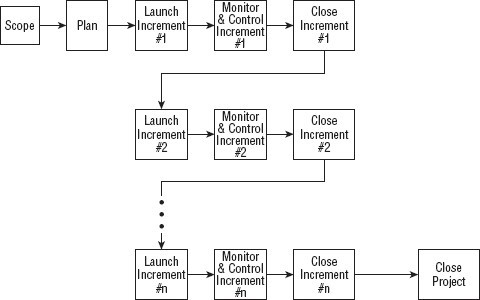 Scope
Plan
Launch
Increment
#1
Monitor
& Control
Increment
#1
Close
Increment
#1
Launch
Increment
#2
Monitor
& Control
Increment
#2
Close
Increment
#2
Launch
Increment
#n
Monitor
& Control
Increment
#n
Close
Increment
#n
Close
Project